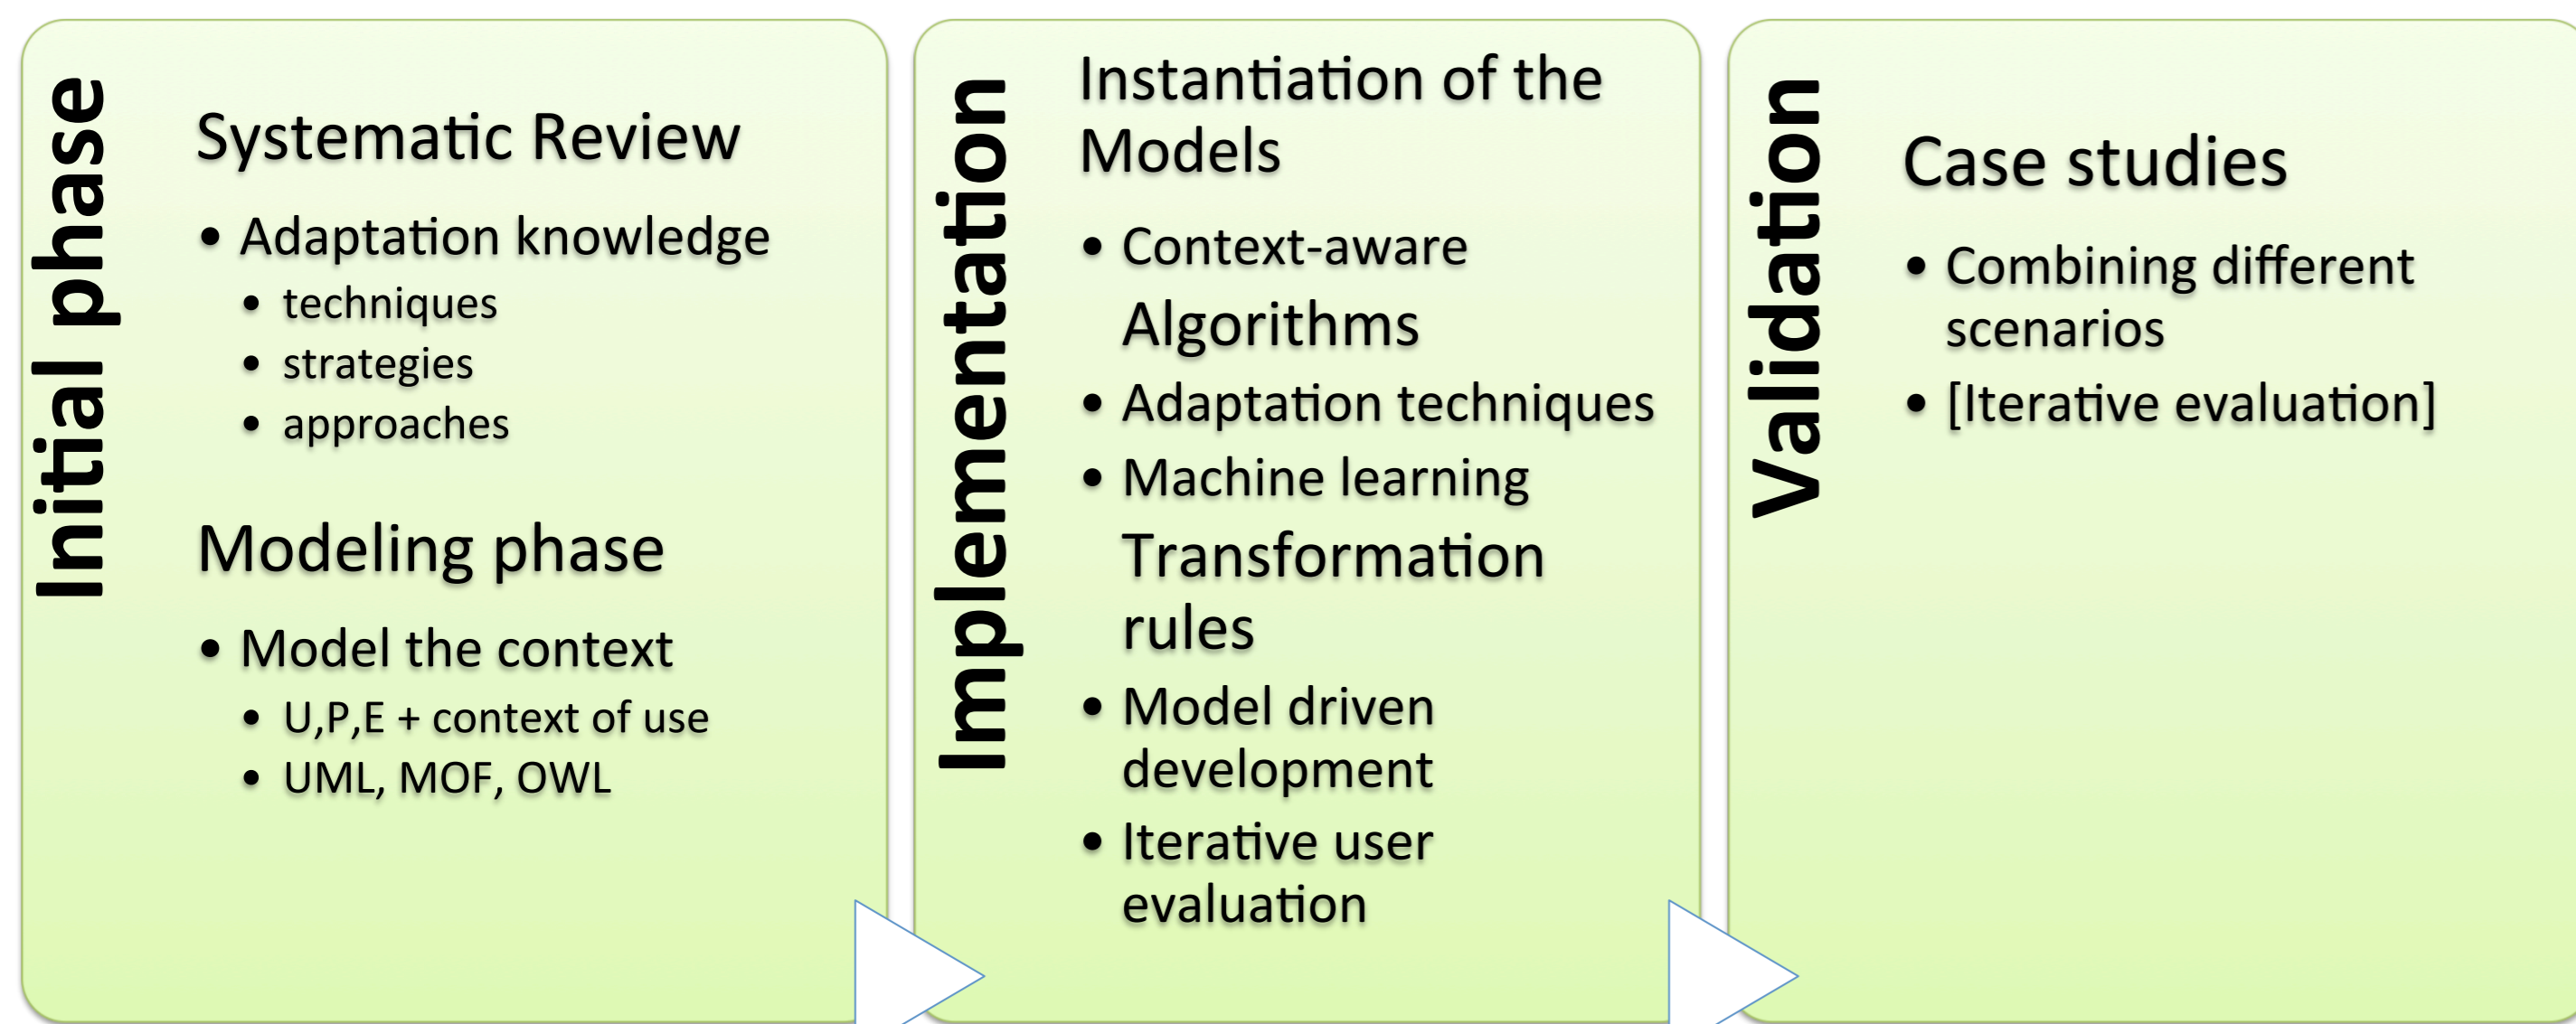 Initial phase
Systematic Review
• Adaptation knowledge
• techniques
• strategies
• approaches
Modeling phase
• Model the context
• U,P,E + context of use
• UML, MOF, OWL
Implementation
Instantiation of the
Models
• Context-aware
Algorithms
• Adaptation techniques
• Machine learning
Transformation
rules
• Model driven
development
• Iterative user
evaluation
Validation
Case studies
• Combining different
scenarios
• [Iterative evaluation]